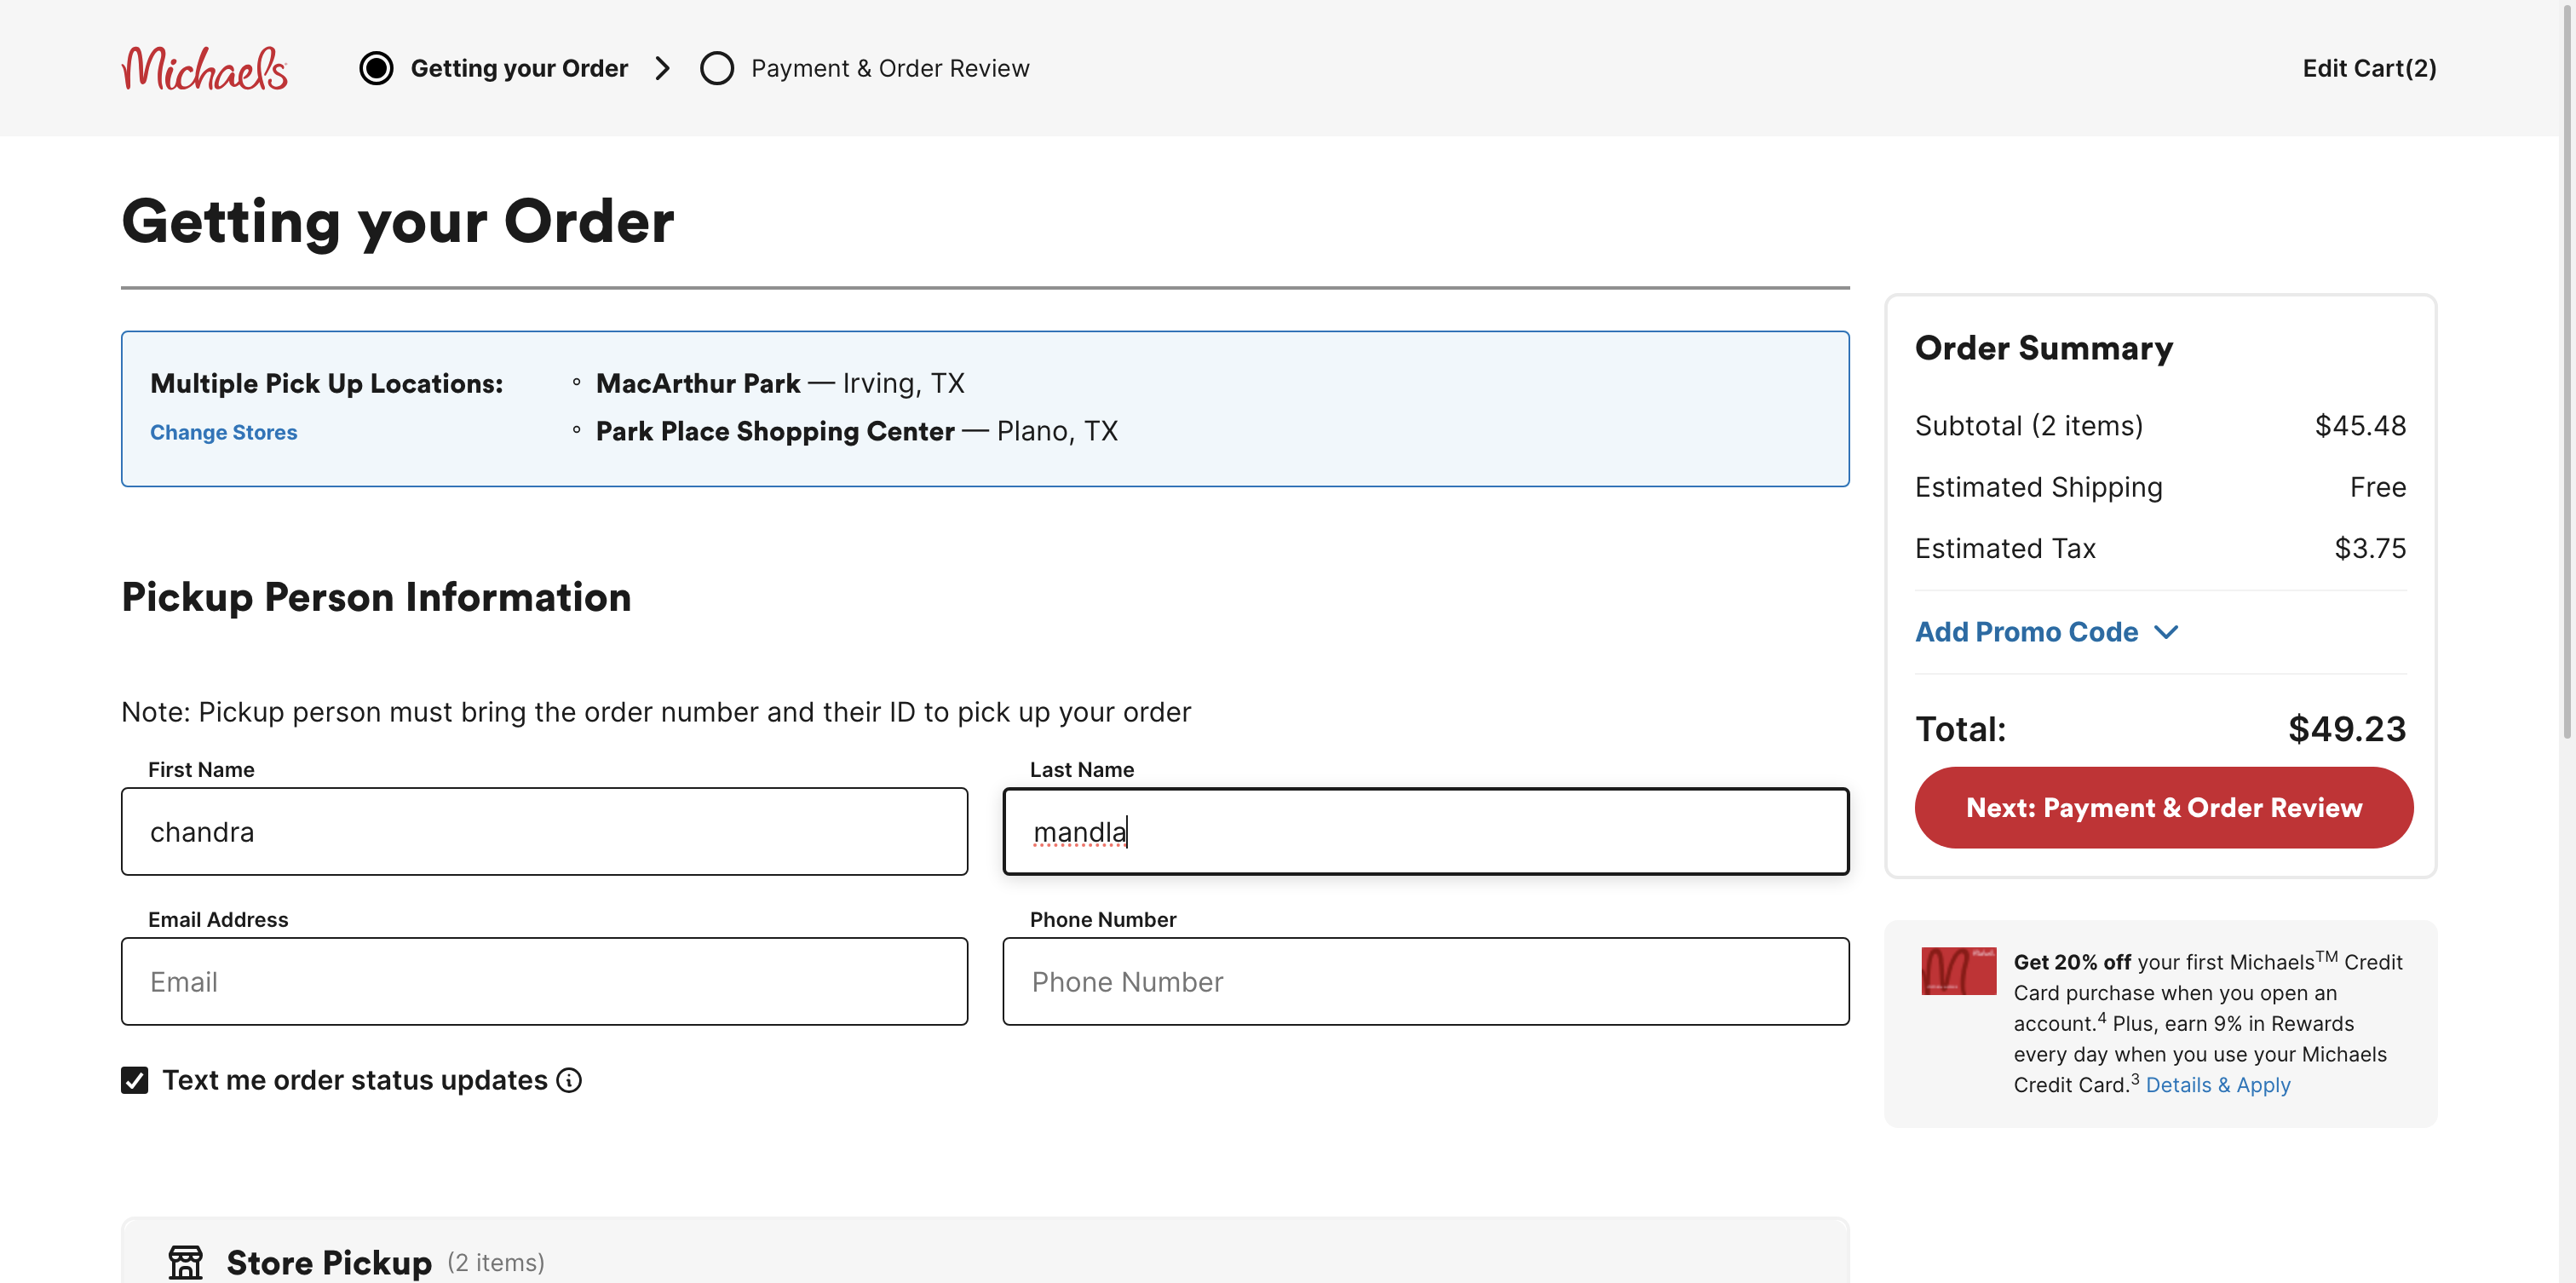 Michaels
Getting your Order
Payment & Order Review
Edit Cart(2)
Getting your Order
Multiple Pick Up Locations:
Change Stores
◦ MacArthur Park — Irving, TX
◦ Park Place Shopping Center — Plano, TX
Pickup Person Information
Note: Pickup person must bring the order number and their ID to pick up your order
First Name
Last Name
chandra
mandla
Email Address
Phone Number
Email
Phone Number
Text me order status updates
Store Pickup (2 items)
Order Summary
Subtotal (2 items) $45.48
Estimated Shipping Free
Estimated Tax $3.75
Add Promo Code
Total: $49.23
Next: Payment & Order Review
Get 20% off your first Michaels™ Credit
Card purchase when you open an
account.⁴ Plus, earn 9% in Rewards
every day when you use your Michaels
Credit Card.³ Details & Apply